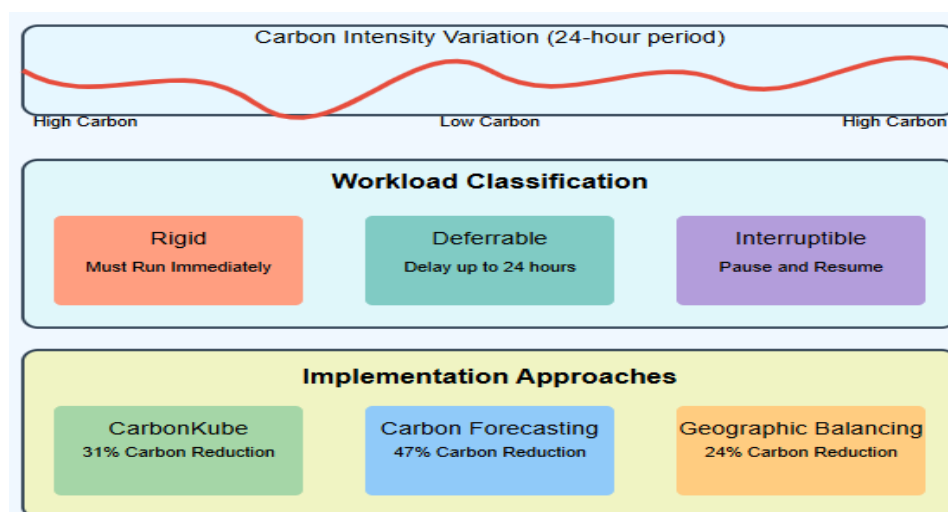 Carbon Intensity Variation (24-hour period)
High Carbon Low Carbon High Carbon
Workload Classification
Rigid Deferrable Interruptible
Must Run Immediately Delay up to 24 hours Pause and Resume
Implementation Approaches
CarbonKube Carbon Forecasting Geographic Balancing
31% Carbon Reduction 47% Carbon Reduction 24% Carbon Reduction